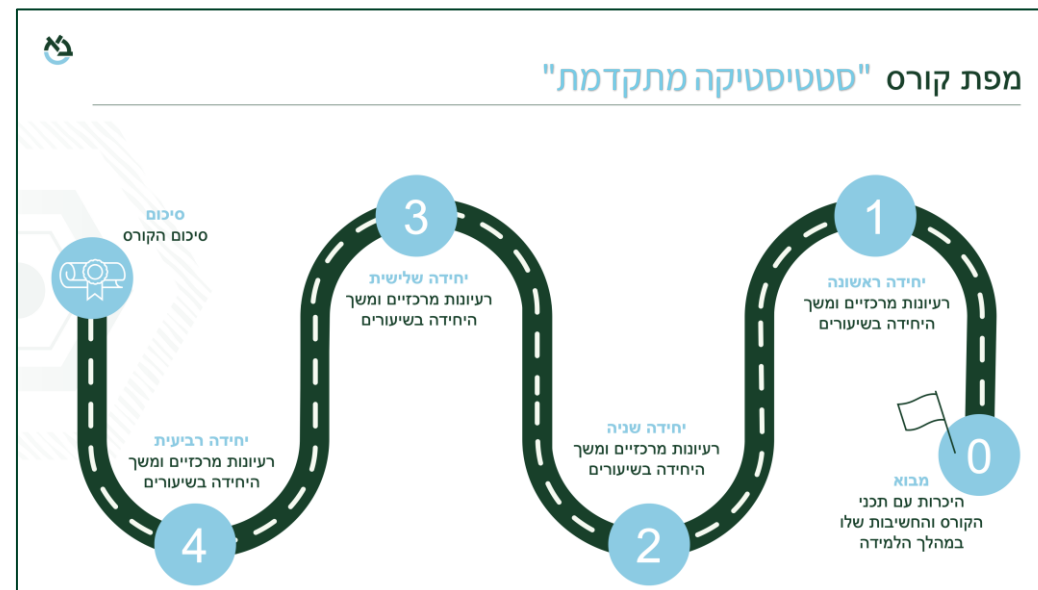 בא
מפת קורס "סטטיסטיקה מתקדמת"
0
מבוא
היכרות עם תכני
הקורס והחשיבות שלו
במהלך הלמידה
1
יחידה ראשונה
רעיונות מרכזיים ומשך
היחידה בשיעורים
2
יחידה שניה
רעיונות מרכזיים ומשך
היחידה בשיעורים
3
יחידה שלישית
רעיונות מרכזיים ומשך
היחידה בשיעורים
4
יחידה רביעית
רעיונות מרכזיים ומשך
היחידה בשיעורים
סיכום
סיכום הקורס